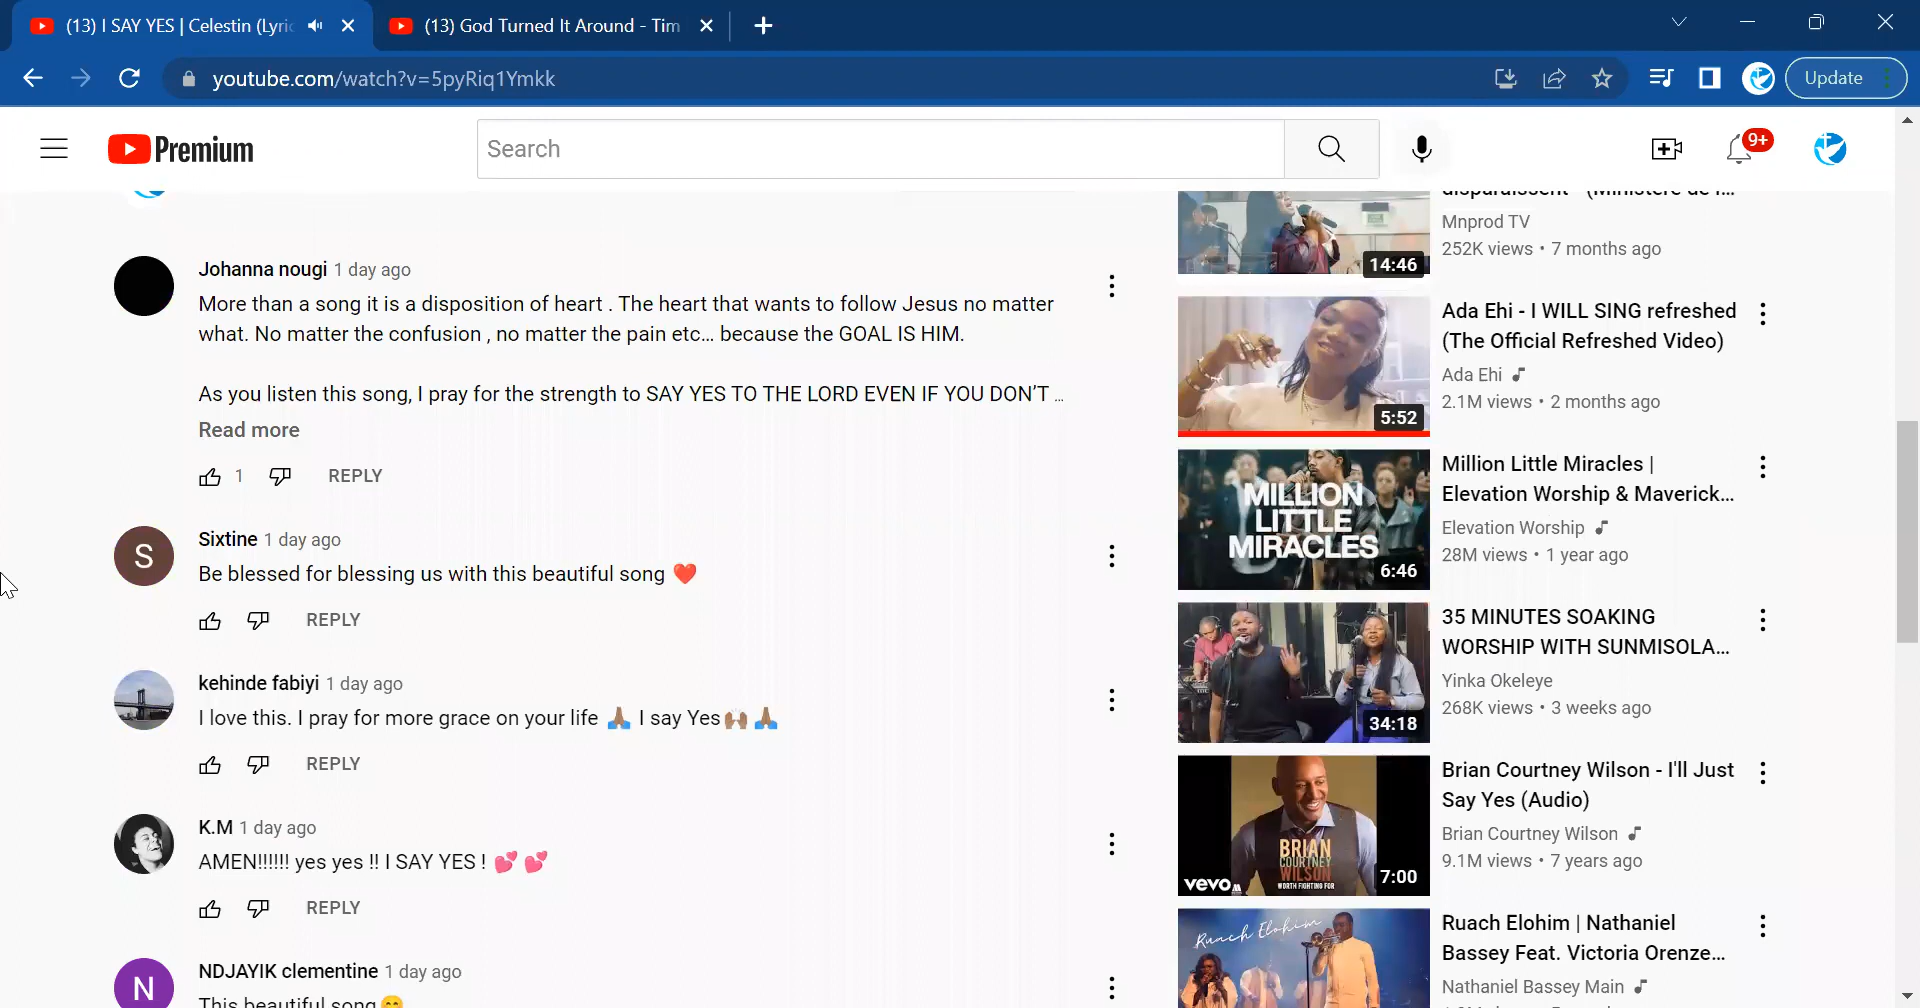 (13) I SAY YES | Celestin (Lyric
(13) God Turned It Around - Tim
youtube.com/watch?v=5pyRiq1Ymkk
Update
Premium
Search
9+
Johanna nougi 1 day ago
More than a song it is a disposition of heart . The heart that wants to follow Jesus no matter
what. No matter the confusion , no matter the pain etc... because the GOAL IS HIM.
As you listen this song, I pray for the strength to SAY YES TO THE LORD EVEN IF YOU DON'T ...
Read more
1 REPLY
S
Sixtine 1 day ago
Be blessed for blessing us with this beautiful song ❤️
REPLY
kehinde fabiyi 1 day ago
I love this. I pray for more grace on your life 🙏🏾 I say Yes🙌🏾 🙏🏾
REPLY
K.M 1 day ago
AMEN!!!!!! yes yes !! I SAY YES ! 💕 💕
REPLY
N
NDJAYIK clementine 1 day ago
This beautiful song 😊
14:46
Mnprod TV
252K views • 7 months ago
5:52
Ada Ehi - I WILL SING refreshed
(The Official Refreshed Video)
Ada Ehi
2.1M views • 2 months ago
MILLION
LITTLE
MIRACLES
6:46
Million Little Miracles |
Elevation Worship & Maverick...
Elevation Worship
28M views • 1 year ago
34:18
35 MINUTES SOAKING
WORSHIP WITH SUNMISOLA...
Yinka Okeleye
268K views • 3 weeks ago
BRIAN
COURTNEY
WILSON
WORTH FIGHTING FOR
vevo
7:00
Brian Courtney Wilson - I'll Just
Say Yes (Audio)
Brian Courtney Wilson
9.1M views • 7 years ago
Ruach Elohim
Ruach Elohim | Nathaniel
Bassey Feat. Victoria Orenze...
Nathaniel Bassey Main